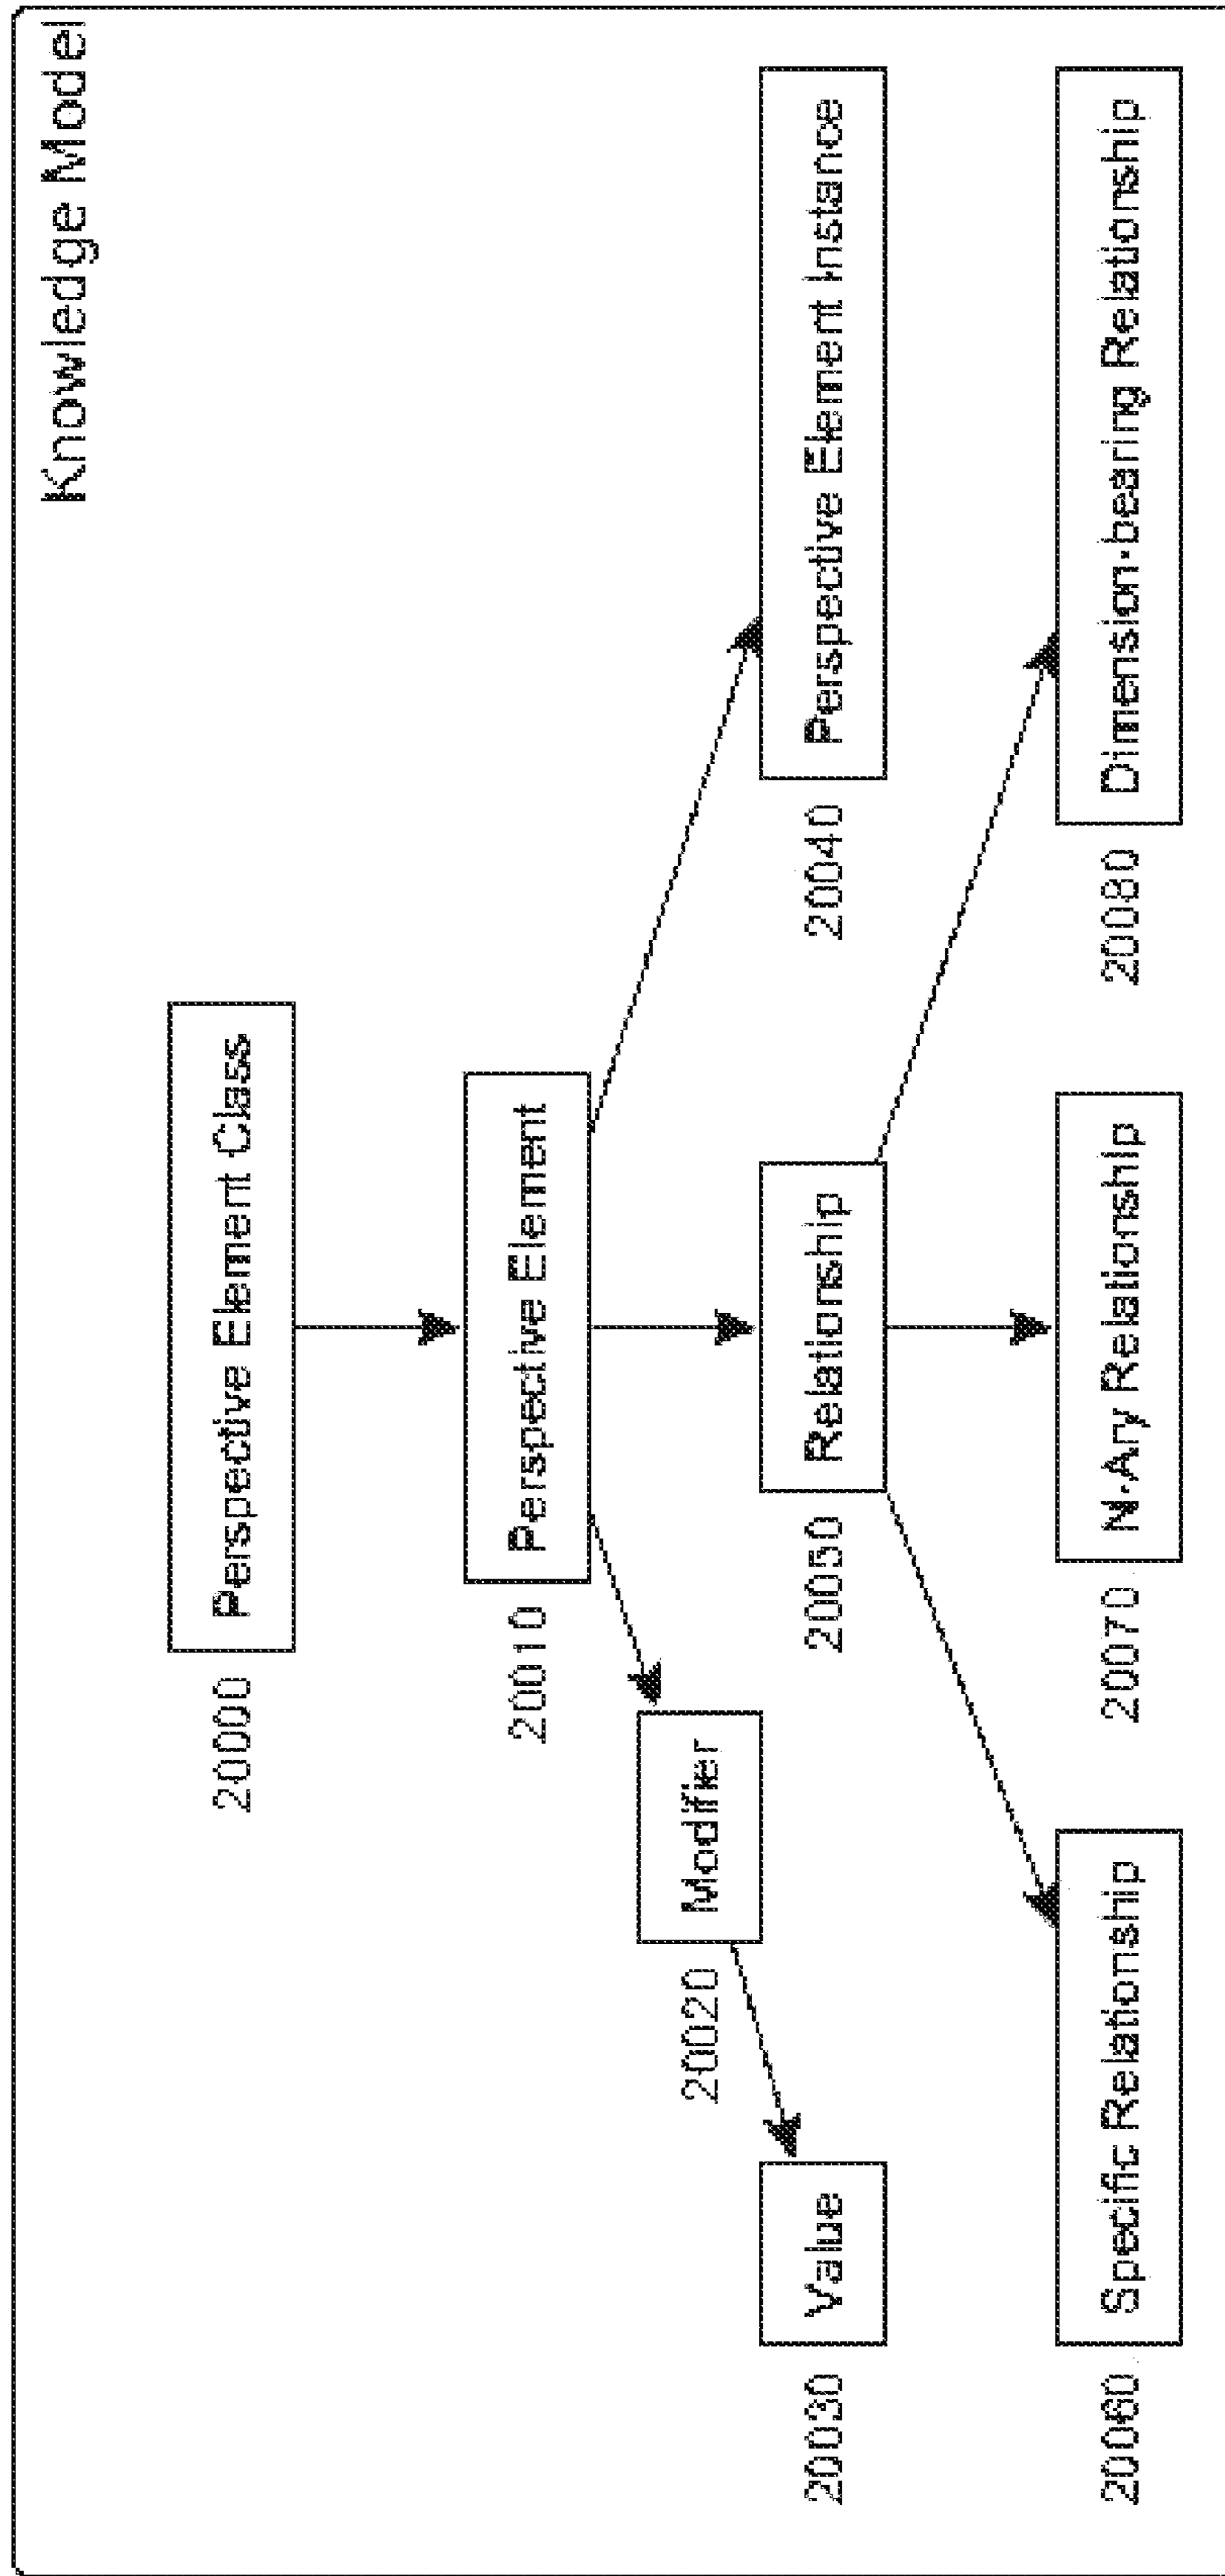 Knowledge Model
20000 Perspective Element Class
20010 Perspective Element
20020 Modifier
20030 Value
20050 Relationship
20040 Perspective Element Instance
20060 Specific Relationship
20070 N-Ary Relationship
20080 Dimension-bearing Relationship